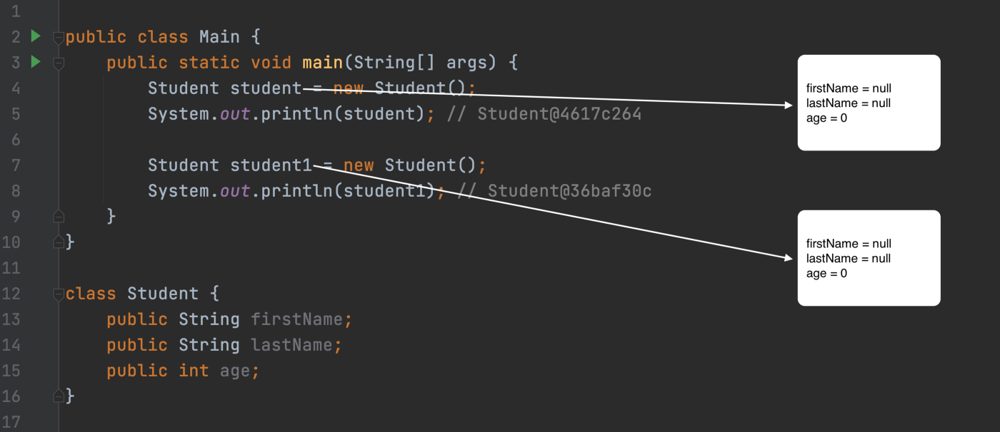 1
2 public class Main {
3 public static void main(String[] args) {
4 Student student = new Student();
5 System.out.println(student); // Student@4617c264
6
7 Student student1 = new Student();
8 System.out.println(student1); // Student@36baf30c
9 }
10 }
11
12 class Student {
13 public String firstName;
14 public String lastName;
15 public int age;
16 }
17
firstName = null
lastName = null
age = 0
firstName = null
lastName = null
age = 0